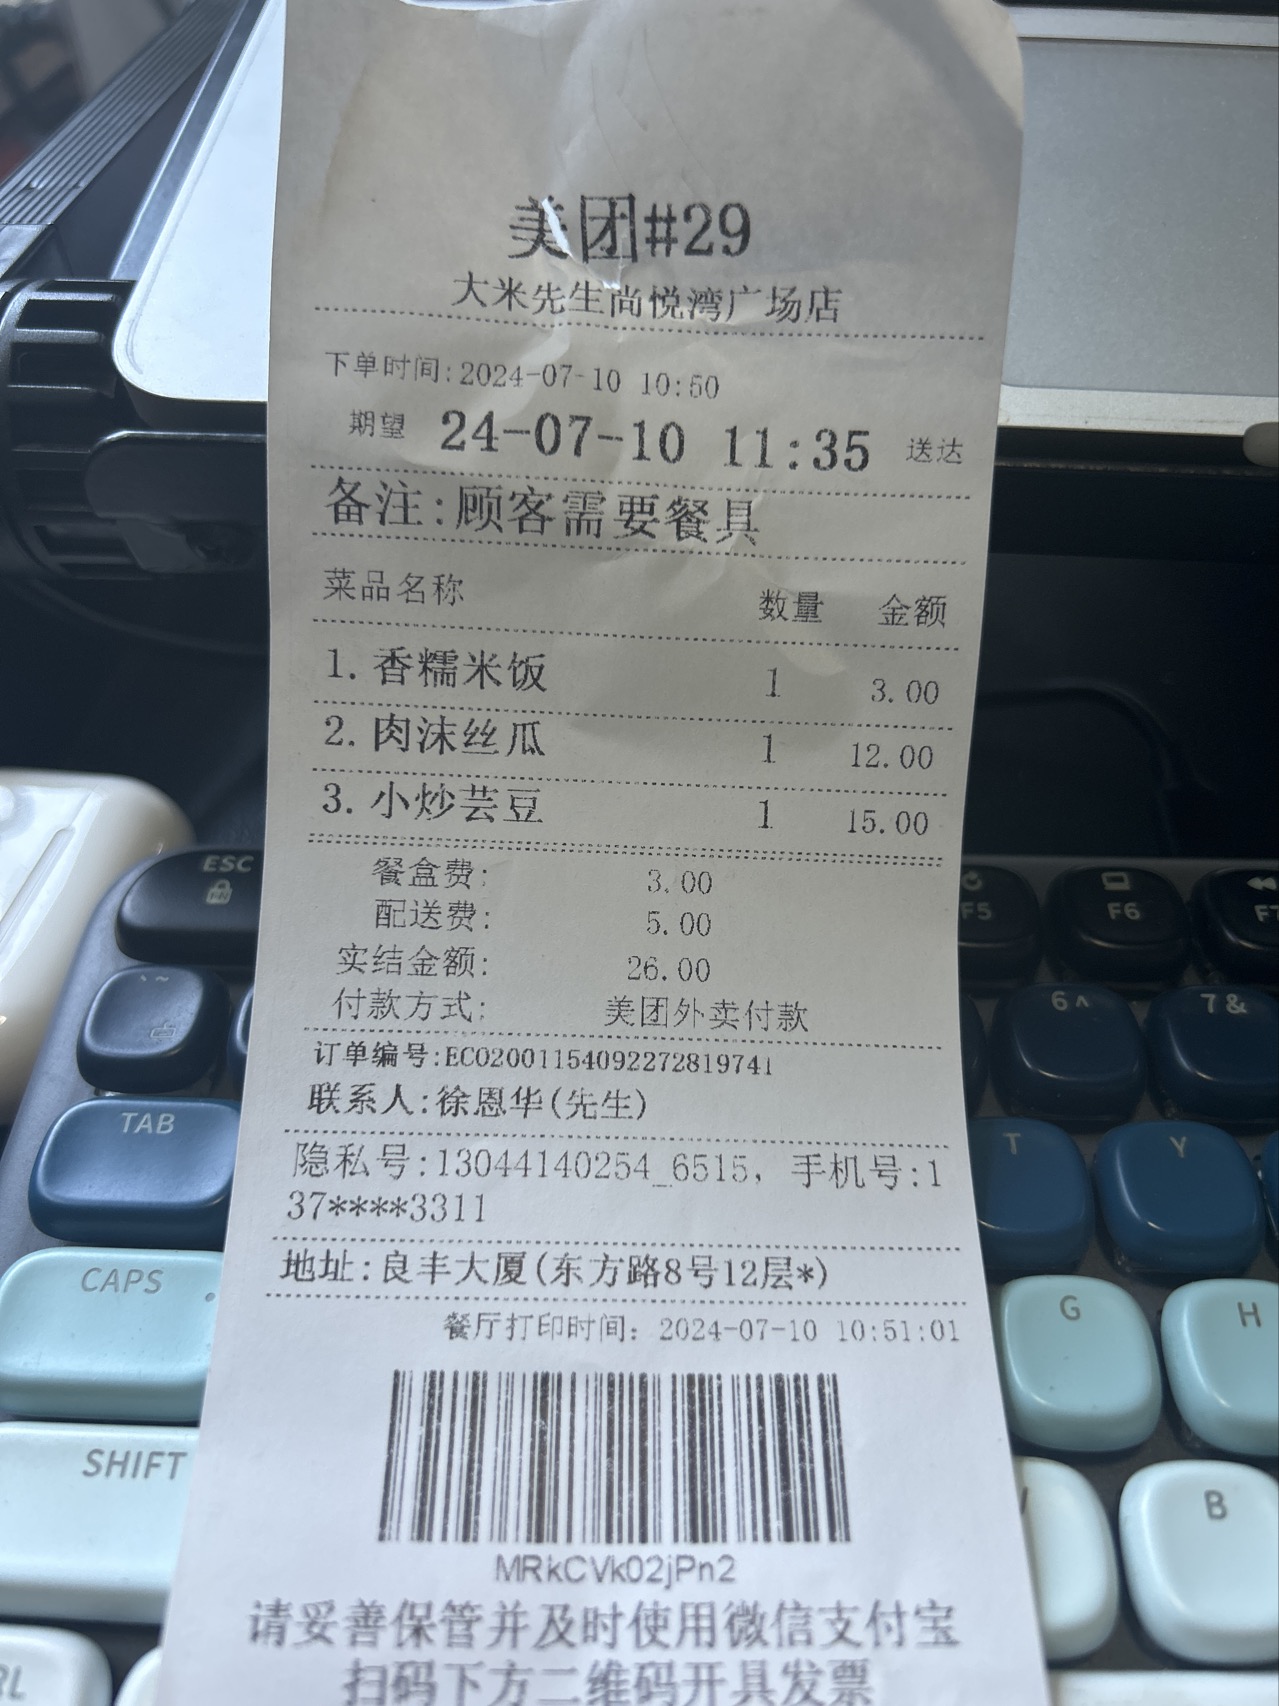 美团#29
大米先生尚悦湾广场店
下单时间:2024-07-10 10:50
期望 24-07-10 11:35 送达
备注:顾客需要餐具
菜品名称 数量 金额
1. 香糯米饭 1 3.00
2. 肉沫丝瓜 1 12.00
3. 小炒芸豆 1 15.00
餐盒费: 3.00
配送费: 5.00
实结金额: 26.00
付款方式: 美团外卖付款
订单编号:ECO2001154092272819741
联系人:徐恩华(先生)
隐私号:13044140254_6515, 手机号:1
37****3311
地址:良丰大厦(东方路8号12层*)
餐厅打印时间: 2024-07-10 10:51:01
MRkCVk02jPn2
请妥善保管并及时使用微信支付宝
扫码下方二维码开具发票
ESC
F5
F6
F7
6^
7&
TAB
T
Y
CAPS
G
H
SHIFT
B